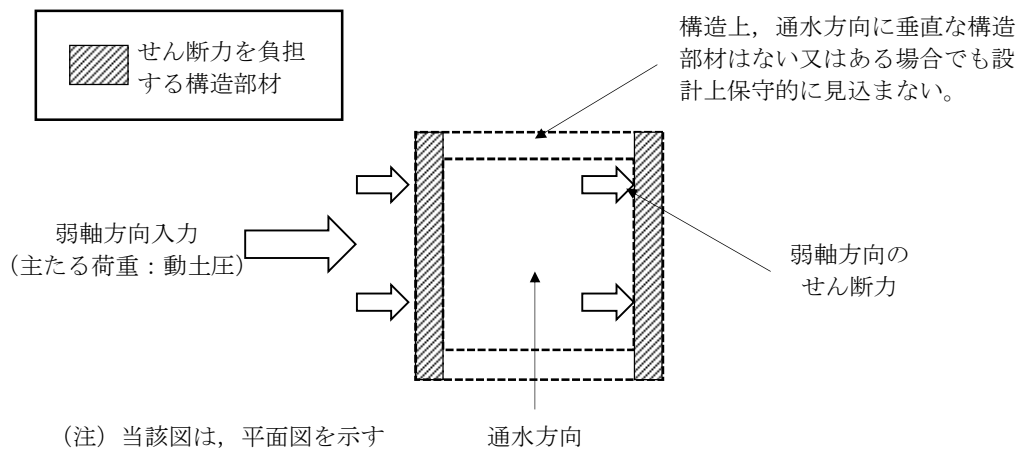 せん断力を負担
する構造部材
構造上，通水方向に垂直な構造
部材はない又はある場合でも設
計上保守的に見込まない。
弱軸方向入力
（主たる荷重：動土圧）
弱軸方向の
せん断力
（注）当該図は，平面図を示す
通水方向